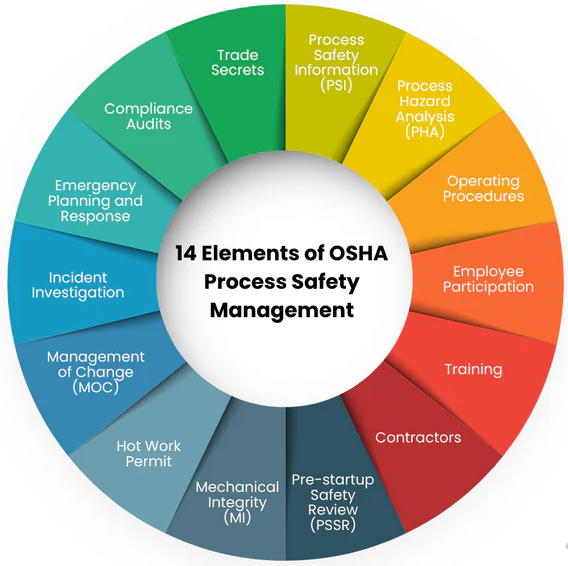 14 Elements of OSHA
Process Safety
Management
Process
Safety
Information
(PSI)
Process
Hazard
Analysis
(PHA)
Operating
Procedures
Employee
Participation
Training
Contractors
Pre-startup
Safety
Review
(PSSR)
Mechanical
Integrity
(MI)
Hot Work
Permit
Management
of Change
(MOC)
Incident
Investigation
Emergency
Planning and
Response
Compliance
Audits
Trade
Secrets